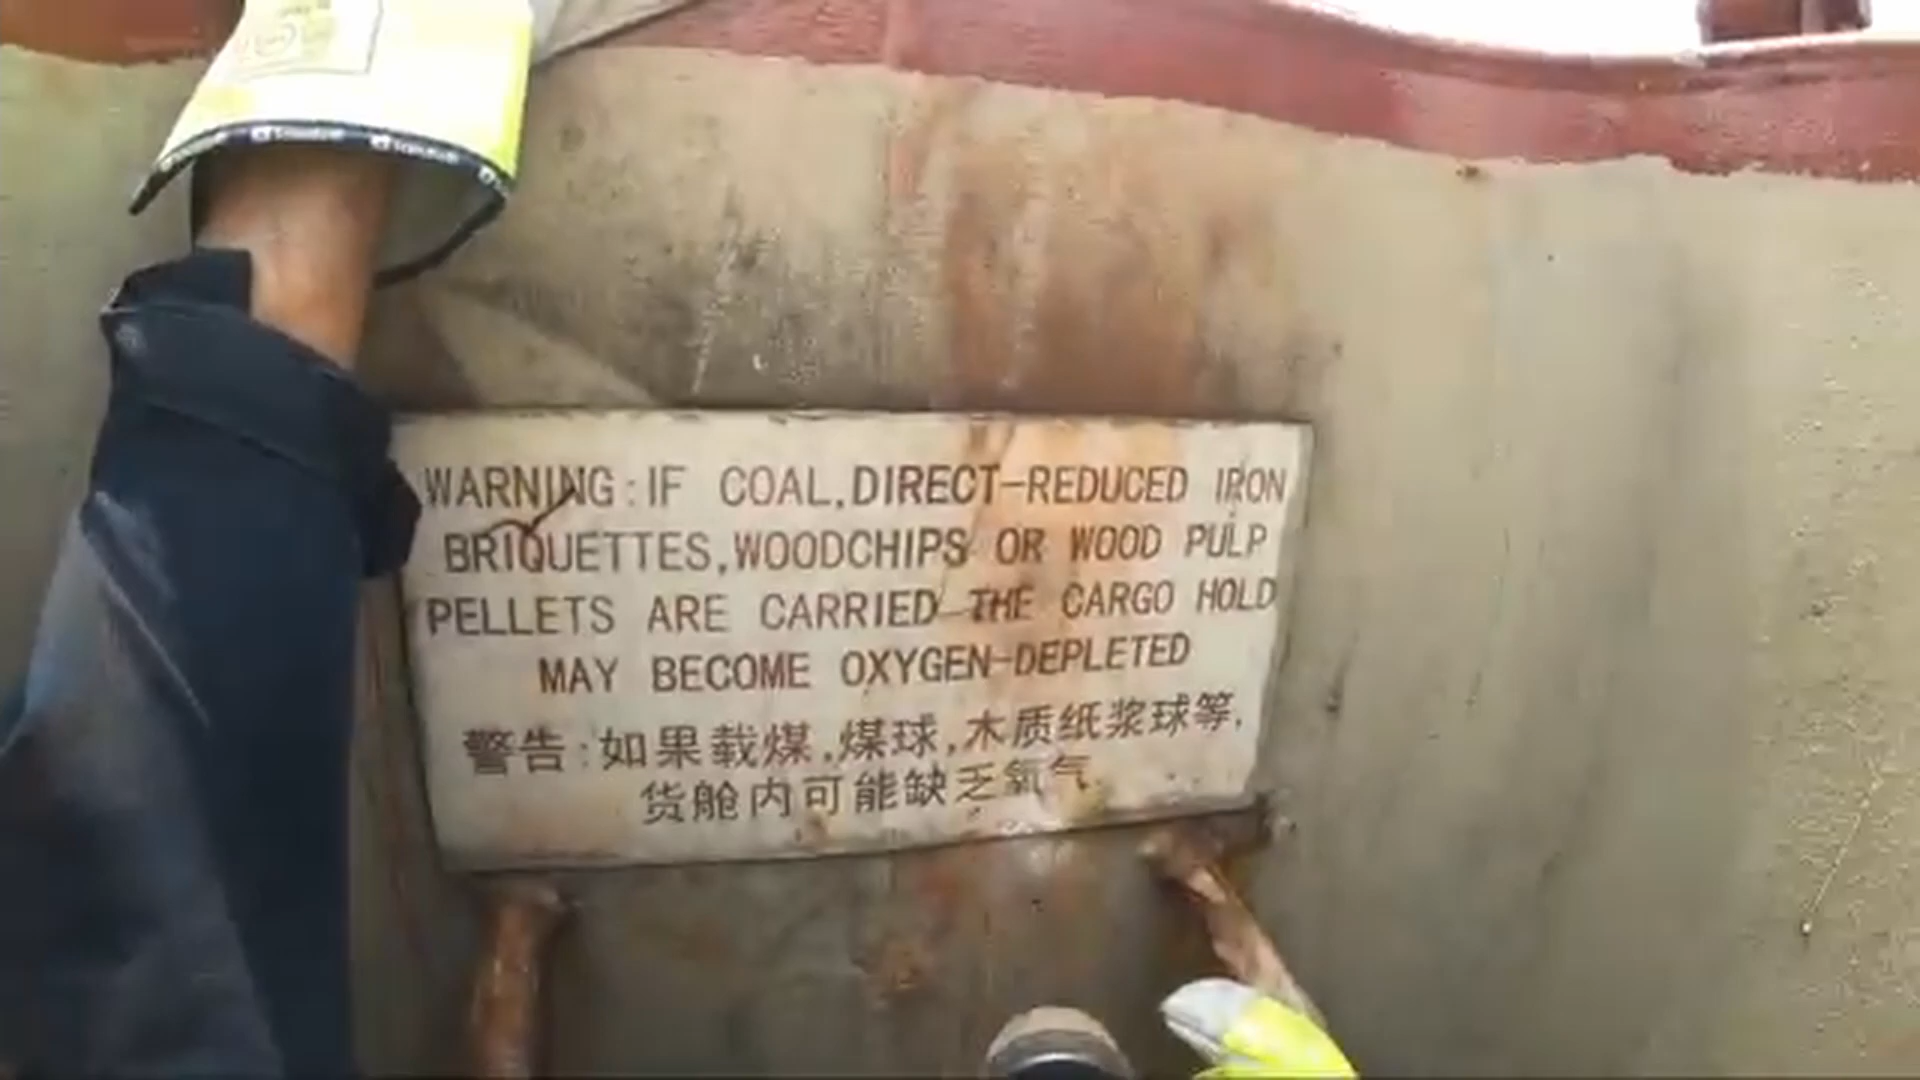 WARNING:IF COAL,DIRECT-REDUCED IRON
BRIQUETTES,WOODCHIPS OR WOOD PULP
PELLETS ARE CARRIED THE CARGO HOLD
MAY BECOME OXYGEN-DEPLETED
警告:如果载煤,煤球,木质纸浆球等,
货舱内可能缺乏氧气.